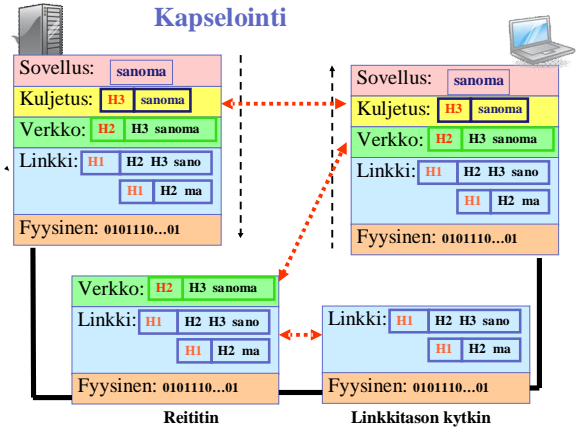 Kapselointi
Sovellus: sanoma
Kuljetus: H3 sanoma
Verkko: H2 H3 sanoma
Linkki: H1 H2 H3 sano
H1 H2 ma
Fyysinen: 0101110...01
Sovellus: sanoma
Kuljetus: H3 sanoma
Verkko: H2 H3 sanoma
Linkki: H1 H2 H3 sano
H1 H2 ma
Fyysinen: 0101110...01
Verkko: H2 H3 sanoma
Linkki: H1 H2 H3 sano
H1 H2 ma
Fyysinen: 0101110...01
Reititin
Linkki: H1 H2 H3 sano
H1 H2 ma
Fyysinen: 0101110...01
Linkkitason kytkin